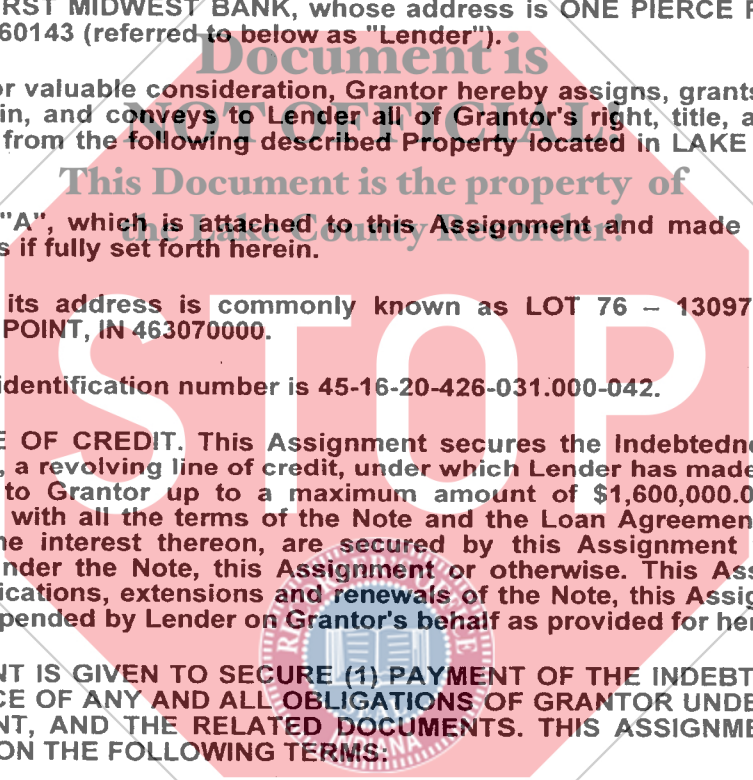 RST MIDWEST BANK, whose address is ONE PIERCE P
60143 (referred to below as "Lender").
Document is
or valuable consideration, Grantor hereby assigns, grants
in, and conveys to Lender all of Grantor's right, title, a
NOT OFFICIAL!
from the following described Property located in LAKE
This Document is the property of
"A", which is attached to this Assignment and made
the Lake County Recorder!
s if fully set forth herein.
its address is commonly known as LOT 76 – 13097
POINT, IN 463070000.
STOP
identification number is 45-16-20-426-031.000-042.
E OF CREDIT. This Assignment secures the Indebtedne
, a revolving line of credit, under which Lender has made
to Grantor up to a maximum amount of $1,600,000.0
with all the terms of the Note and the Loan Agreemen
he interest thereon, are secured by this Assignment
nder the Note, this Assignment or otherwise. This Ass
ications, extensions and renewals of the Note, this Assig
pended by Lender on Grantor's behalf as provided for her
NT IS GIVEN TO SECURE (1) PAYMENT OF THE INDEBT
CE OF ANY AND ALL OBLIGATIONS OF GRANTOR UNDE
NT, AND THE RELATED DOCUMENTS. THIS ASSIGNME
ON THE FOLLOWING TERMS:
INDIANA